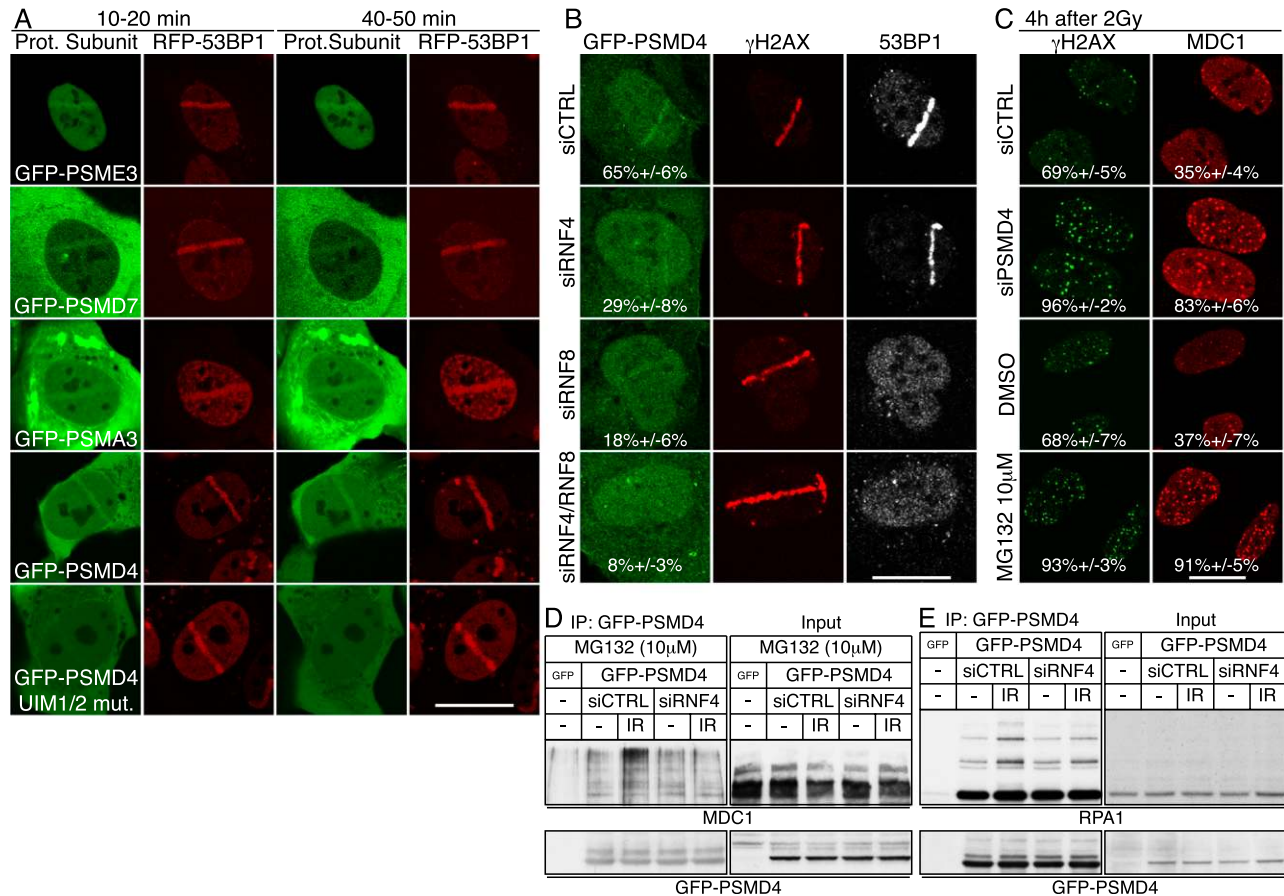 A
10-20 min
40-50 min
Prot. Subunit
RFP-53BP1
Prot.Subunit
RFP-53BP1
GFP-PSME3
GFP-PSMD7
GFP-PSMA3
GFP-PSMD4
GFP-PSMD4
UIM1/2 mut.
B
GFP-PSMD4
γH2AX
53BP1
siCTRL
65%+/-6%
siRNF4
29%+/-8%
siRNF8
18%+/-6%
siRNF4/RNF8
8%+/-3%
C
4h after 2Gy
γH2AX
MDC1
siCTRL
69%+/-5%
35%+/-4%
siPSMD4
96%+/-2%
83%+/-6%
DMSO
68%+/-7%
37%+/-7%
MG132 10μM
93%+/-3%
91%+/-5%
D
IP: GFP-PSMD4
Input
MG132 (10μM)
MG132 (10μM)
GFP
GFP-PSMD4
GFP
GFP-PSMD4
-
siCTRL
siRNF4
-
siCTRL
siRNF4
-
-
IR
-
IR
-
-
IR
-
IR
MDC1
GFP-PSMD4
E
IP: GFP-PSMD4
Input
GFP
GFP-PSMD4
GFP
GFP-PSMD4
-
siCTRL
siRNF4
-
siCTRL
siRNF4
-
-
IR
-
IR
-
-
IR
-
IR
RPA1
GFP-PSMD4